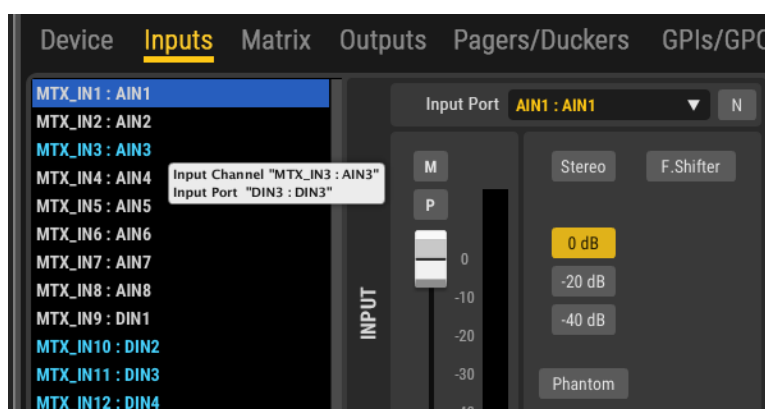 Device Inputs Matrix Outputs Pagers/Duckers GPIs/GPO
MTX_IN1 : AIN1
MTX_IN2 : AIN2
MTX_IN3 : AIN3
MTX_IN4 : AIN4
MTX_IN5 : AIN5
MTX_IN6 : AIN6
MTX_IN7 : AIN7
MTX_IN8 : AIN8
MTX_IN9 : DIN1
MTX_IN10 : DIN2
MTX_IN11 : DIN3
MTX_IN12 : DIN4
Input Channel "MTX_IN3 : AIN3"
Input Port "DIN3 : DIN3"
INPUT
Input Port AIN1 : AIN1 ▼ N
M
P
0
-10
-20
-30
-40
Stereo F.Shifter
0 dB
-20 dB
-40 dB
Phantom